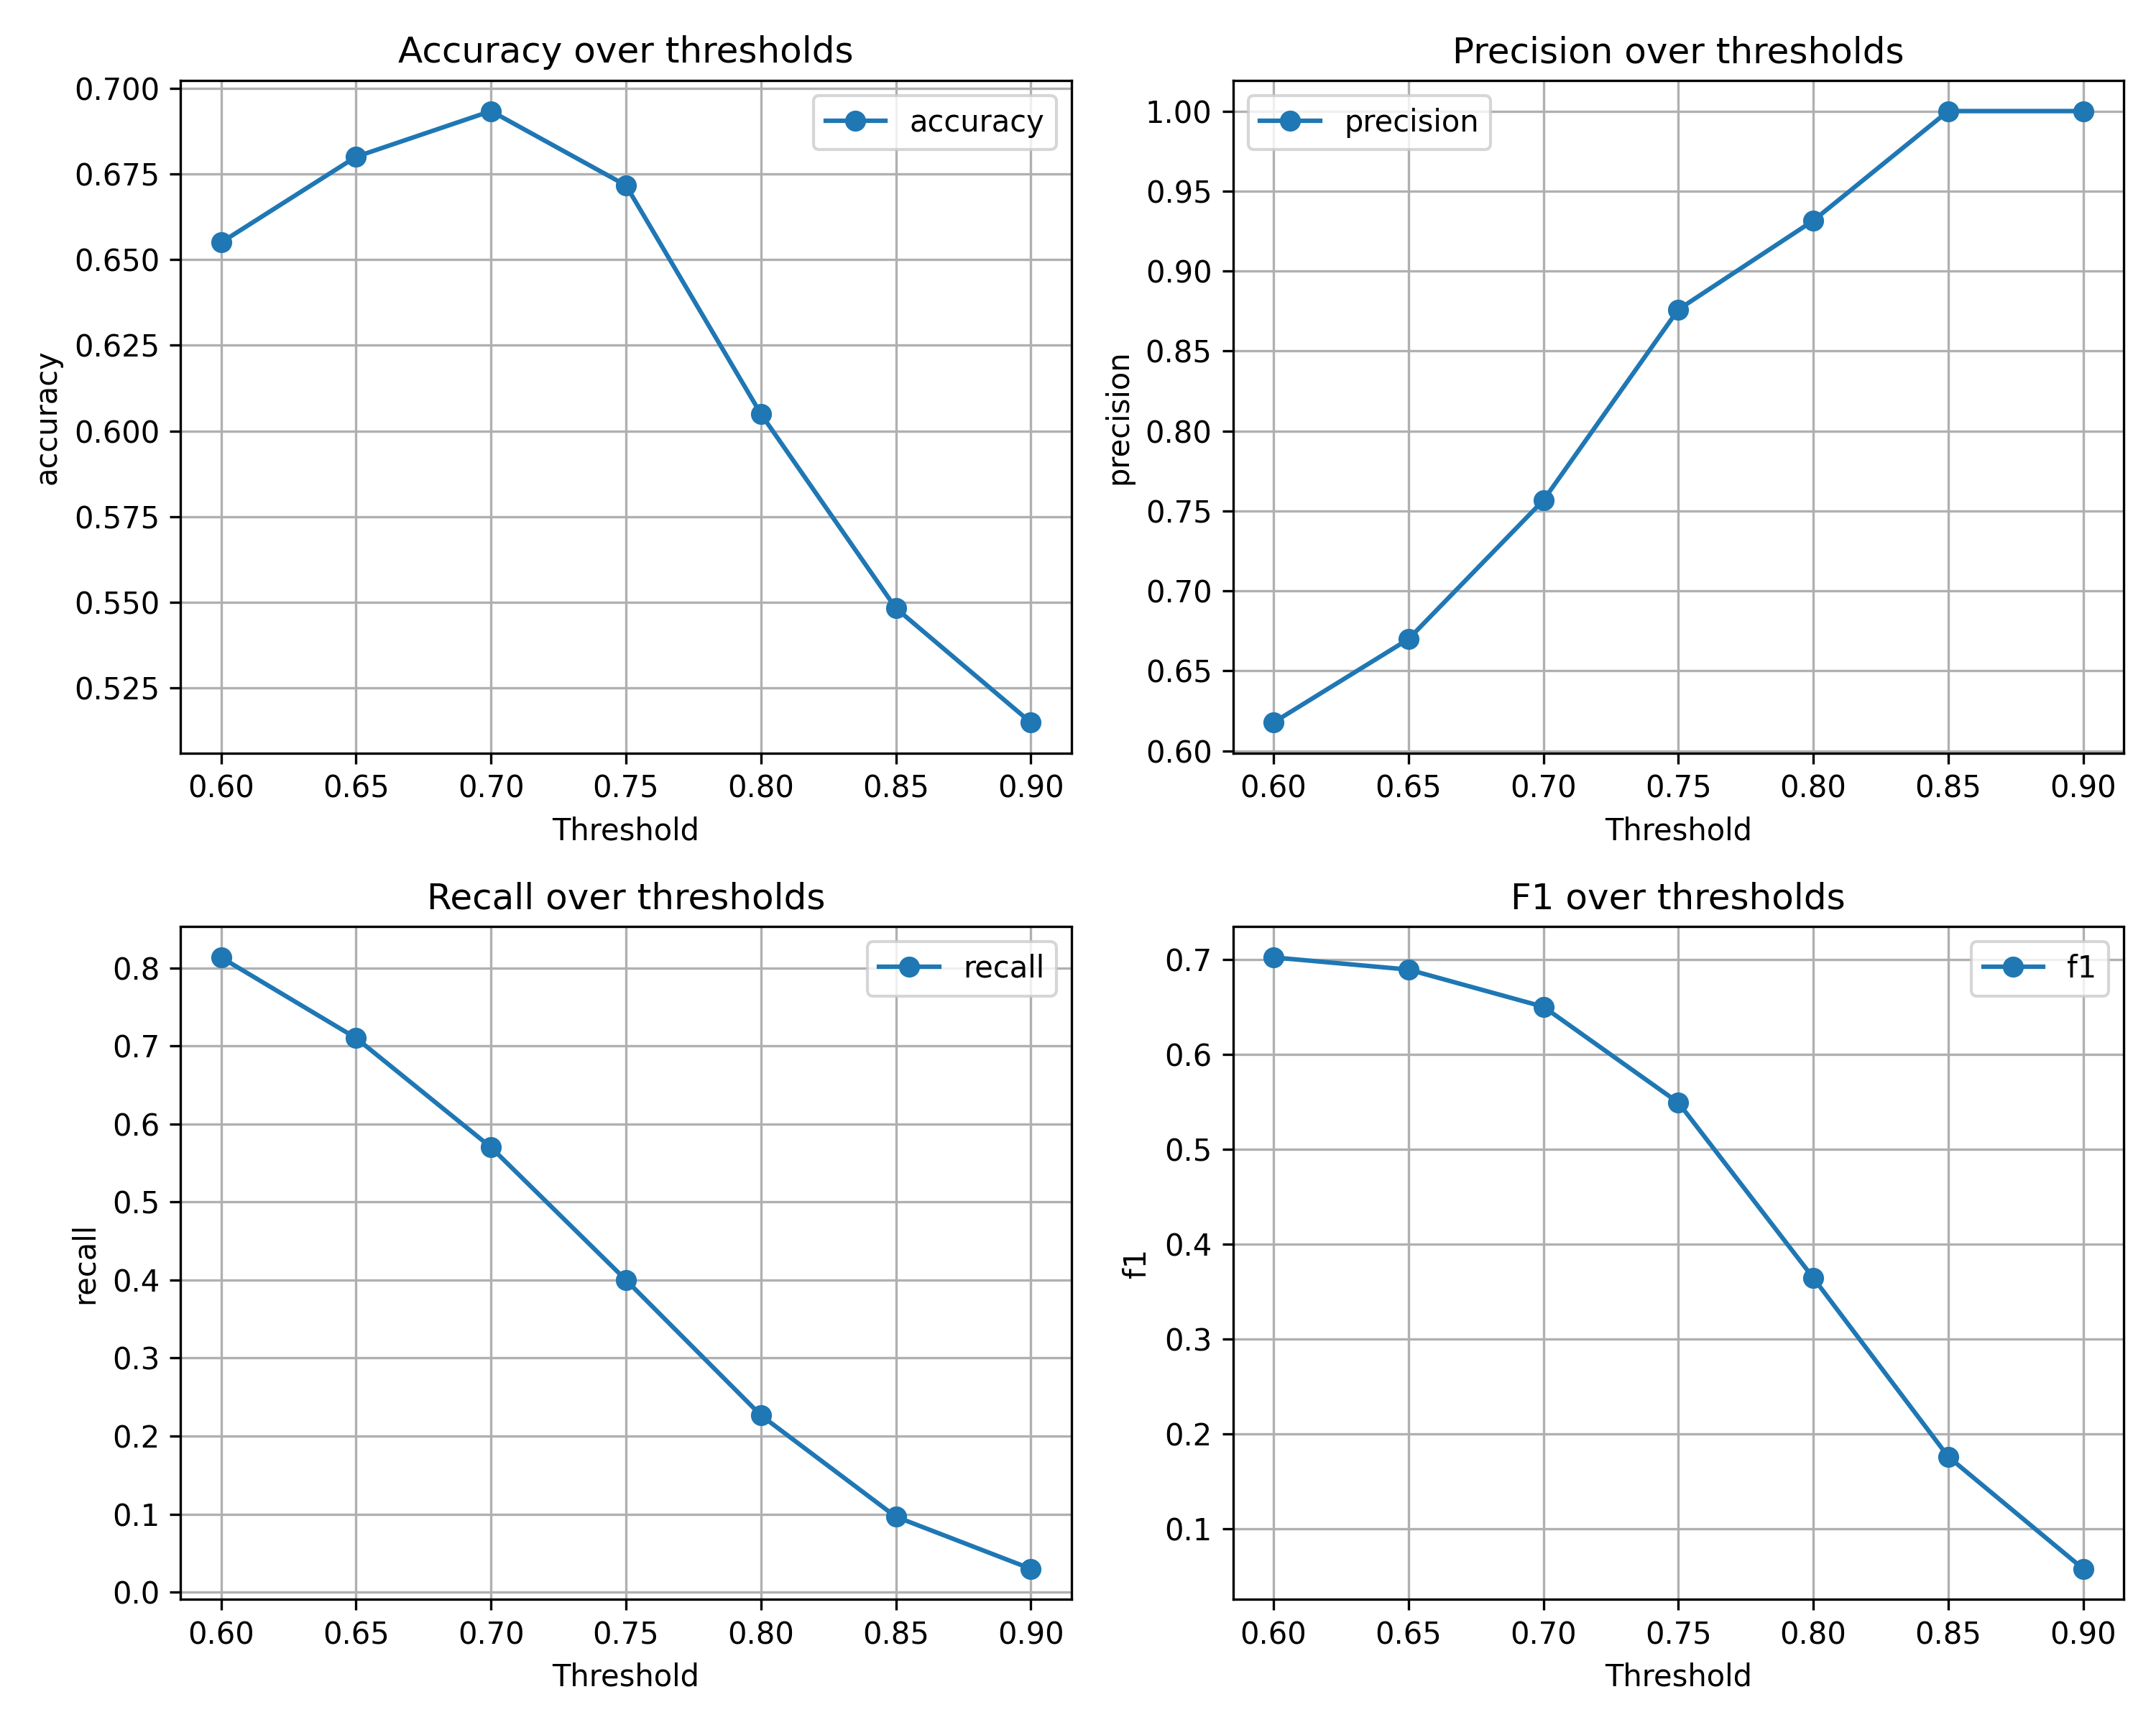 Accuracy over thresholds
0.700
0.675
0.650
0.625
0.600
0.575
0.550
0.525
accuracy
accuracy
0.60 0.65 0.70 0.75 0.80 0.85 0.90
Threshold
Precision over thresholds
1.00
0.95
0.90
0.85
0.80
0.75
0.70
0.65
0.60
precision
precision
0.60 0.65 0.70 0.75 0.80 0.85 0.90
Threshold
Recall over thresholds
0.8
0.7
0.6
0.5
0.4
0.3
0.2
0.1
0.0
recall
recall
0.60 0.65 0.70 0.75 0.80 0.85 0.90
Threshold
F1 over thresholds
0.7
0.6
0.5
0.4
0.3
0.2
0.1
f1
f1
0.60 0.65 0.70 0.75 0.80 0.85 0.90
Threshold